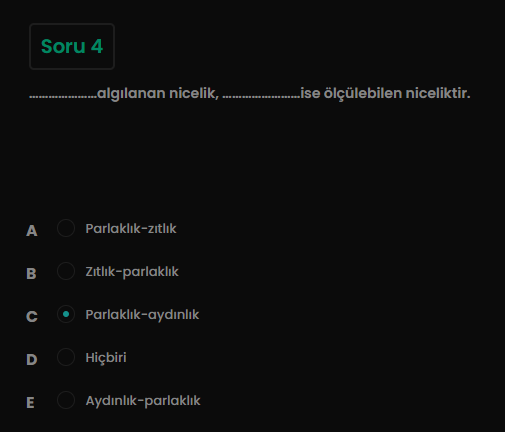 Soru 4
.....................algılanan nicelik, ........................ise ölçülebilen niceliktir.
A Parlaklık-zıtlık
B Zıtlık-parlaklık
C Parlaklık-aydınlık
D Hiçbiri
E Aydınlık-parlaklık